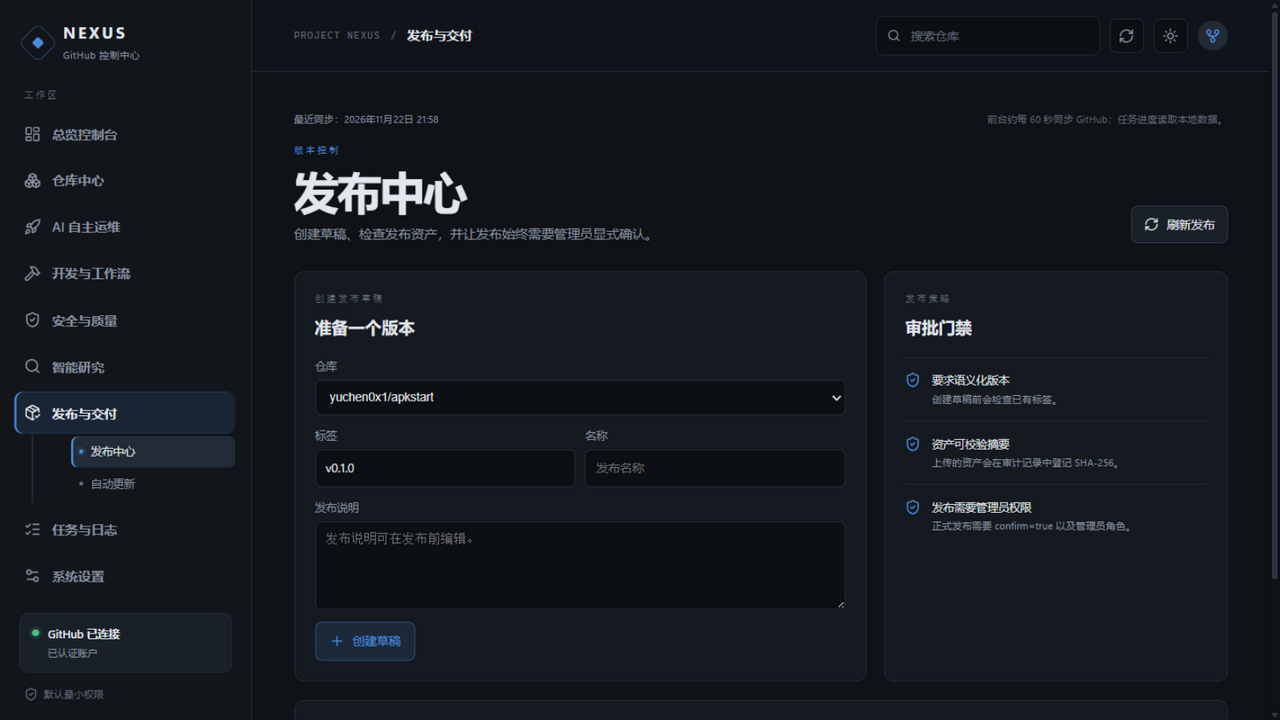 NEXUS
GitHub 控制中心
工作区
总览控制台
仓库中心
AI 自主运维
开发与工作流
安全与质量
智能研究
发布与交付
发布中心
自动更新
任务与日志
系统设置
GitHub 已连接
已认证账户
默认最小权限
PROJECT NEXUS / 发布与交付
搜索仓库
最近同步：2026年11月22日 21:58
前台约每 60 秒同步 GitHub；任务进度读取本地数据。
版本控制
发布中心
创建草稿、检查发布资产，并让发布始终需要管理员显式确认。
刷新发布
创建发布草稿
准备一个版本
仓库
yuchen0x1/apkstart
标签
名称
v0.1.0
发布名称
发布说明
发布说明可在发布前编辑。
创建草稿
发布策略
审批门禁
要求语义化版本
创建草稿前会检查已有标签。
资产可校验摘要
上传的资产会在审计记录中登记 SHA-256。
发布需要管理员权限
正式发布需要 confirm=true 以及管理员角色。